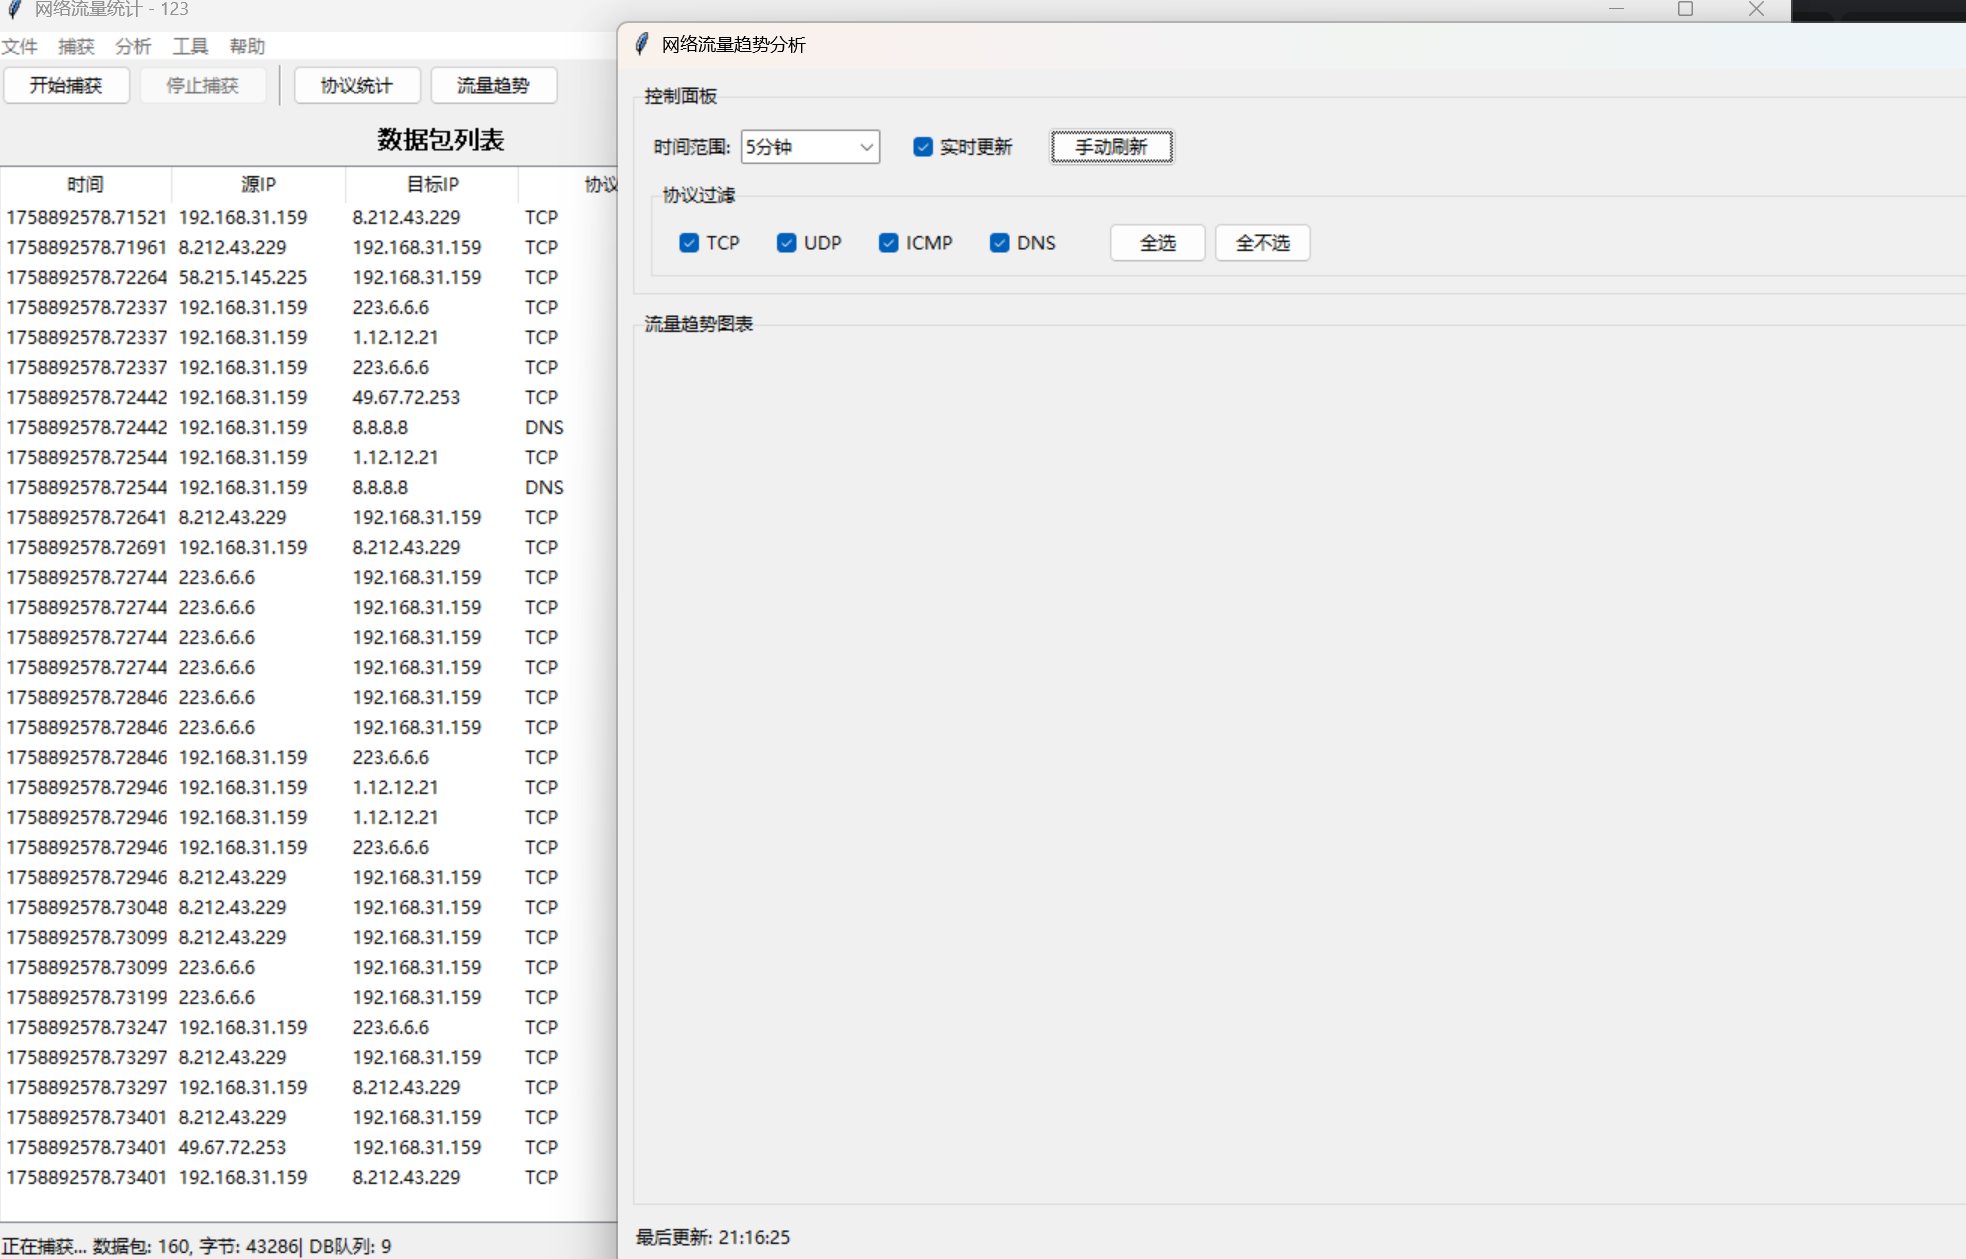 网络流量统计 - 123
文件 捕获 分析 工具 帮助
开始捕获 停止捕获 协议统计 流量趋势
数据包列表
时间 源IP 目标IP 协议
1758892578.71521 192.168.31.159 8.212.43.229 TCP
1758892578.71961 8.212.43.229 192.168.31.159 TCP
1758892578.72264 58.215.145.225 192.168.31.159 TCP
1758892578.72337 192.168.31.159 223.6.6.6 TCP
1758892578.72337 192.168.31.159 1.12.12.21 TCP
1758892578.72337 192.168.31.159 223.6.6.6 TCP
1758892578.72442 192.168.31.159 49.67.72.253 TCP
1758892578.72442 192.168.31.159 8.8.8.8 DNS
1758892578.72544 192.168.31.159 1.12.12.21 TCP
1758892578.72544 192.168.31.159 8.8.8.8 DNS
1758892578.72641 8.212.43.229 192.168.31.159 TCP
1758892578.72691 192.168.31.159 8.212.43.229 TCP
1758892578.72744 223.6.6.6 192.168.31.159 TCP
1758892578.72744 223.6.6.6 192.168.31.159 TCP
1758892578.72744 223.6.6.6 192.168.31.159 TCP
1758892578.72744 223.6.6.6 192.168.31.159 TCP
1758892578.72846 223.6.6.6 192.168.31.159 TCP
1758892578.72846 223.6.6.6 192.168.31.159 TCP
1758892578.72846 192.168.31.159 223.6.6.6 TCP
1758892578.72946 192.168.31.159 1.12.12.21 TCP
1758892578.72946 192.168.31.159 1.12.12.21 TCP
1758892578.72946 192.168.31.159 223.6.6.6 TCP
1758892578.72946 8.212.43.229 192.168.31.159 TCP
1758892578.73048 8.212.43.229 192.168.31.159 TCP
1758892578.73099 8.212.43.229 192.168.31.159 TCP
1758892578.73099 223.6.6.6 192.168.31.159 TCP
1758892578.73199 223.6.6.6 192.168.31.159 TCP
1758892578.73247 192.168.31.159 223.6.6.6 TCP
1758892578.73297 8.212.43.229 192.168.31.159 TCP
1758892578.73297 192.168.31.159 8.212.43.229 TCP
1758892578.73401 8.212.43.229 192.168.31.159 TCP
1758892578.73401 49.67.72.253 192.168.31.159 TCP
1758892578.73401 192.168.31.159 8.212.43.229 TCP
正在捕获... 数据包: 160, 字节: 43286| DB队列: 9
网络流量趋势分析
控制面板
时间范围: 5分钟 实时更新 手动刷新
协议过滤
TCP UDP ICMP DNS 全选 全不选
流量趋势图表
最后更新: 21:16:25